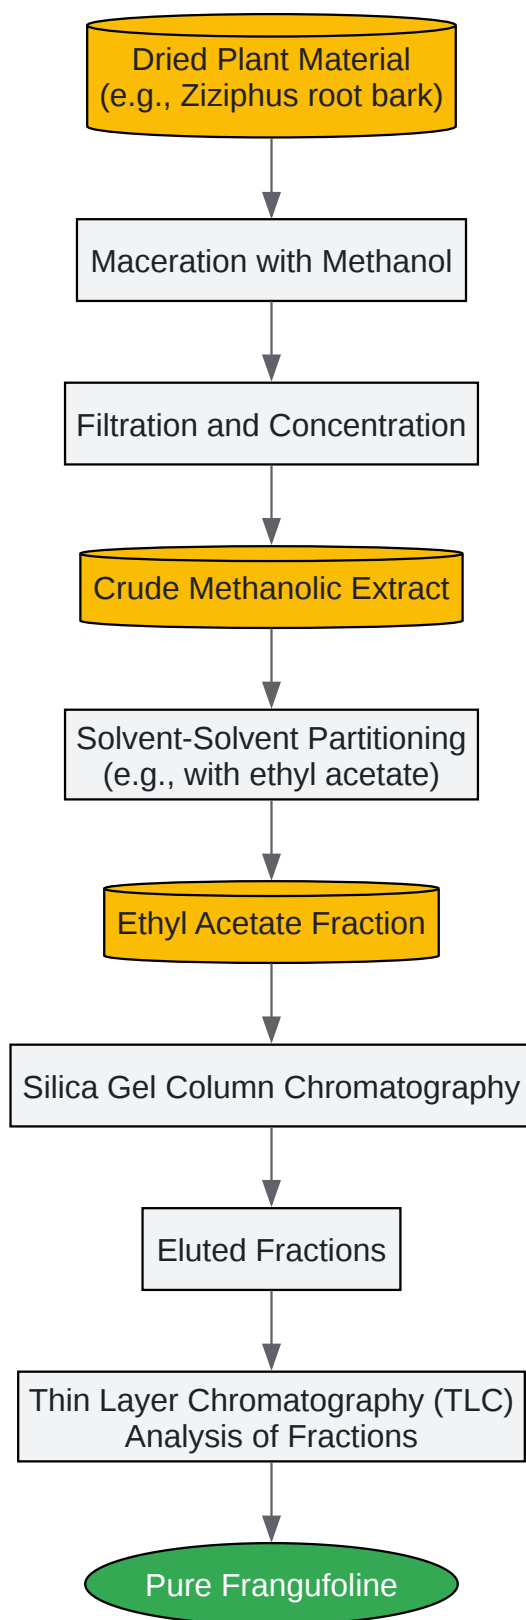 Dried Plant Material
(e.g., Ziziphus root bark)
Maceration with Methanol
Filtration and Concentration
Crude Methanolic Extract
Solvent-Solvent Partitioning
(e.g., with ethyl acetate)
Ethyl Acetate Fraction
Silica Gel Column Chromatography
Eluted Fractions
Thin Layer Chromatography (TLC)
Analysis of Fractions
Pure Frangufoline